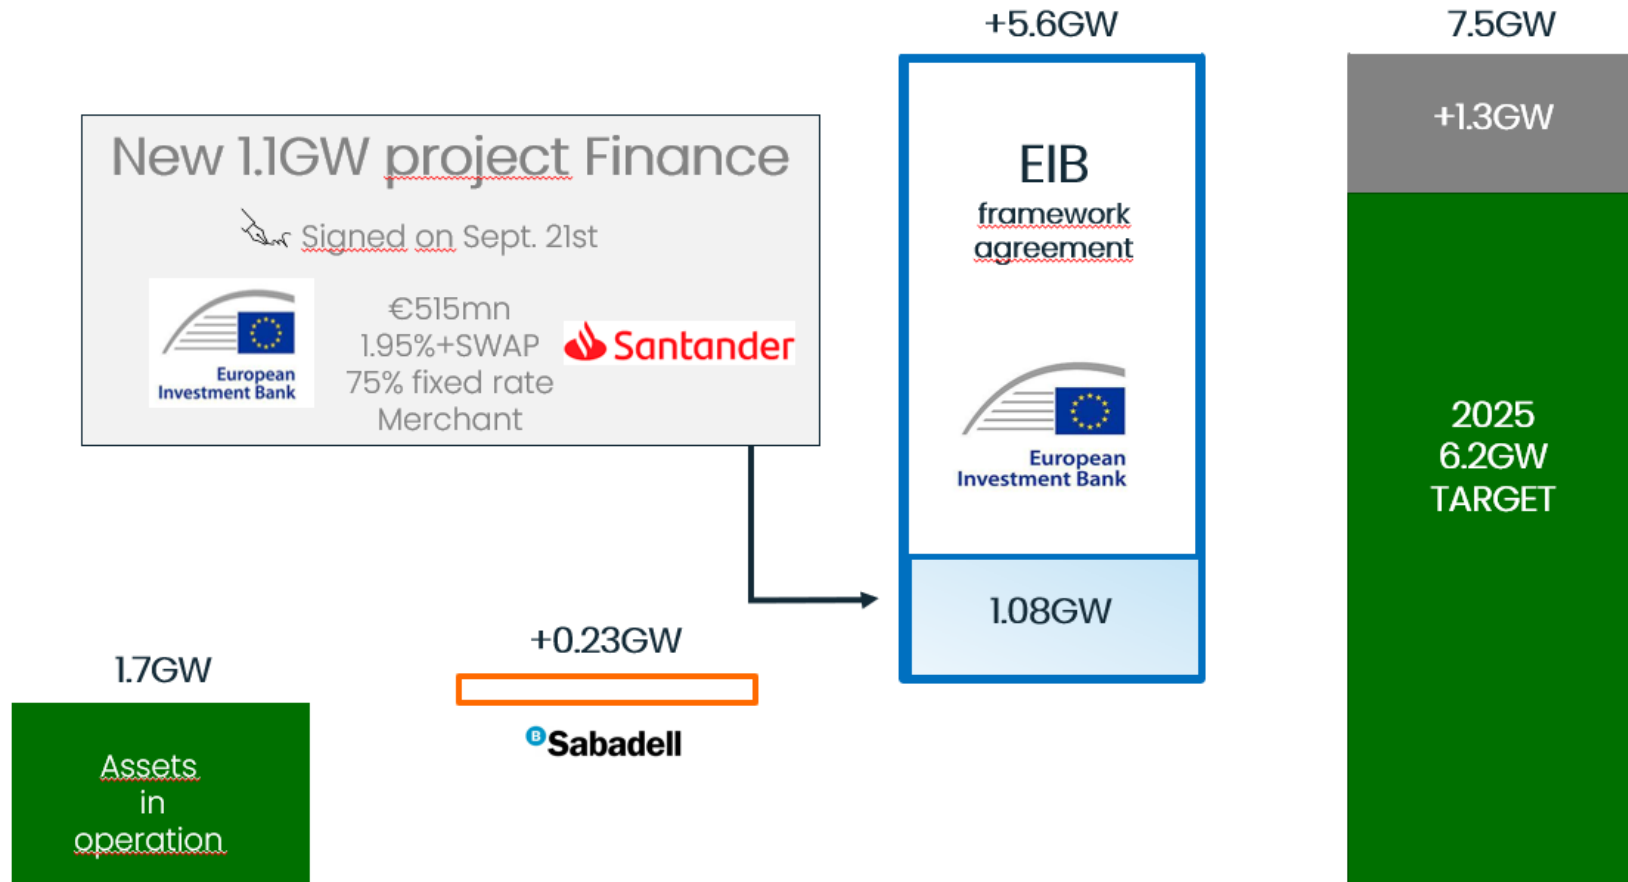 +5.6GW
7.5GW
+1.3GW
New 1.1GW project Finance
Signed on Sept. 21st
European
Investment Bank
€515mn
1.95%+SWAP
75% fixed rate
Merchant
Santander
EIB
framework
agreement
European
Investment Bank
1.08GW
2025
6.2GW
TARGET
+0.23GW
B Sabadell
1.7GW
Assets
in
operation